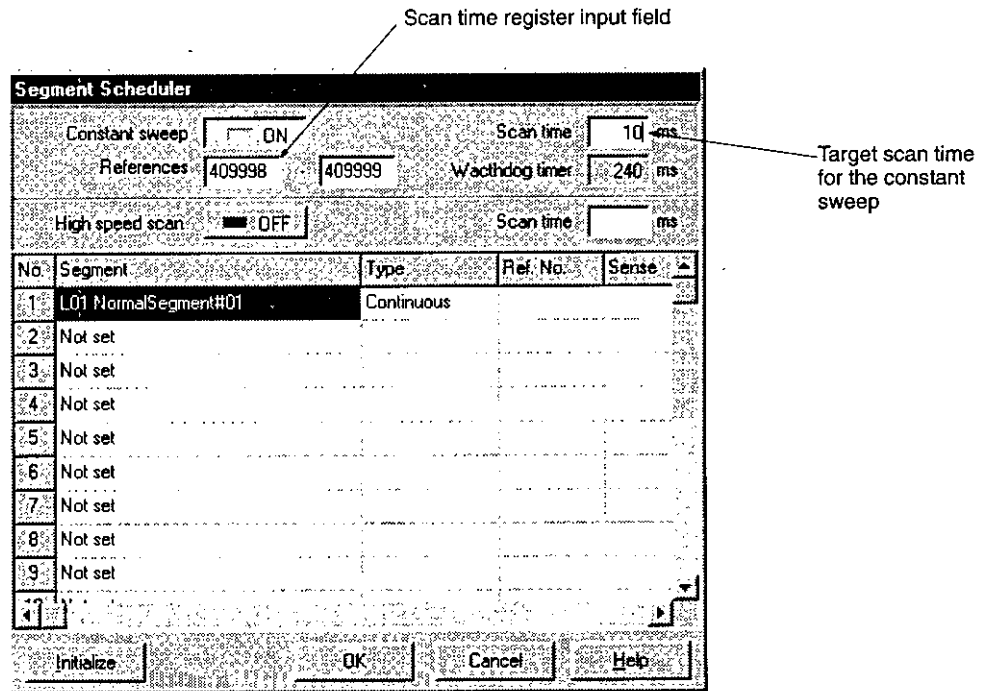 Scan time register input field
Segment Scheduler
Constant sweep ON Scan time 10 ms
References 409998 - 409999 Wacthdog timer 240 ms
Target scan time
for the constant
sweep
High speed scan OFF Scan time ms
No. Segment Type Ref. No. Sense
1 L01 NormalSegment#01 Continuous
2 Not set
3 Not set
4 Not set
5 Not set
6 Not set
7 Not set
8 Not set
9 Not set
Initialize OK Cancel Help